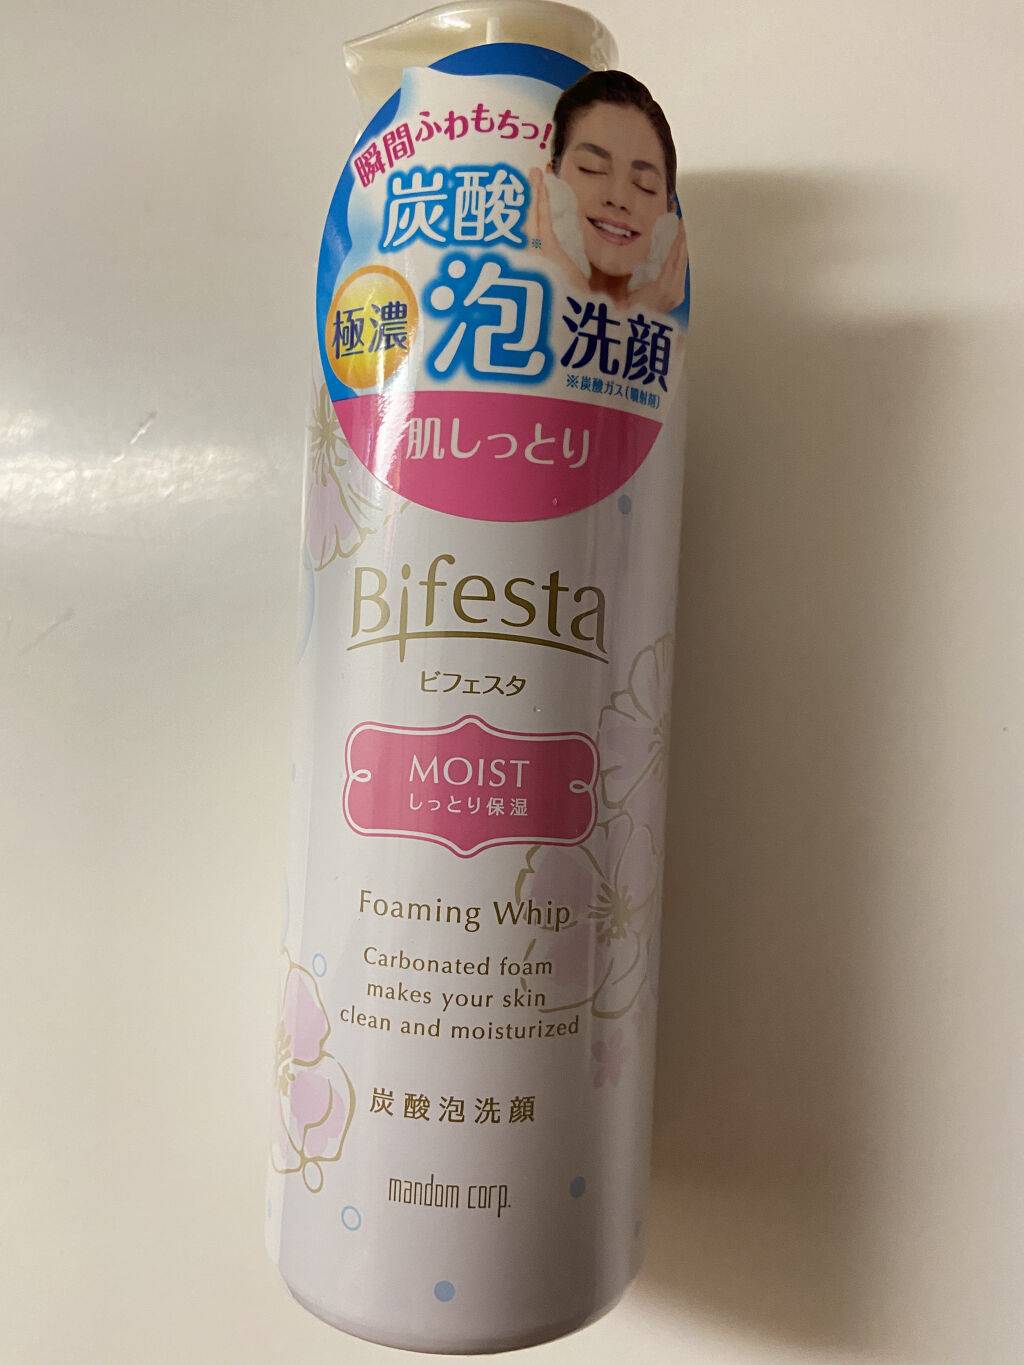 瞬間ふわもちっ!
炭酸※
極濃
泡洗顔
※炭酸ガス(噴射剤)
肌しっとり
Bifesta
ビフェスタ
MOIST
しっとり保湿
Foaming Whip
Carbonated foam
makes your skin
clean and moisturized
炭酸泡洗顔
mandom corp.